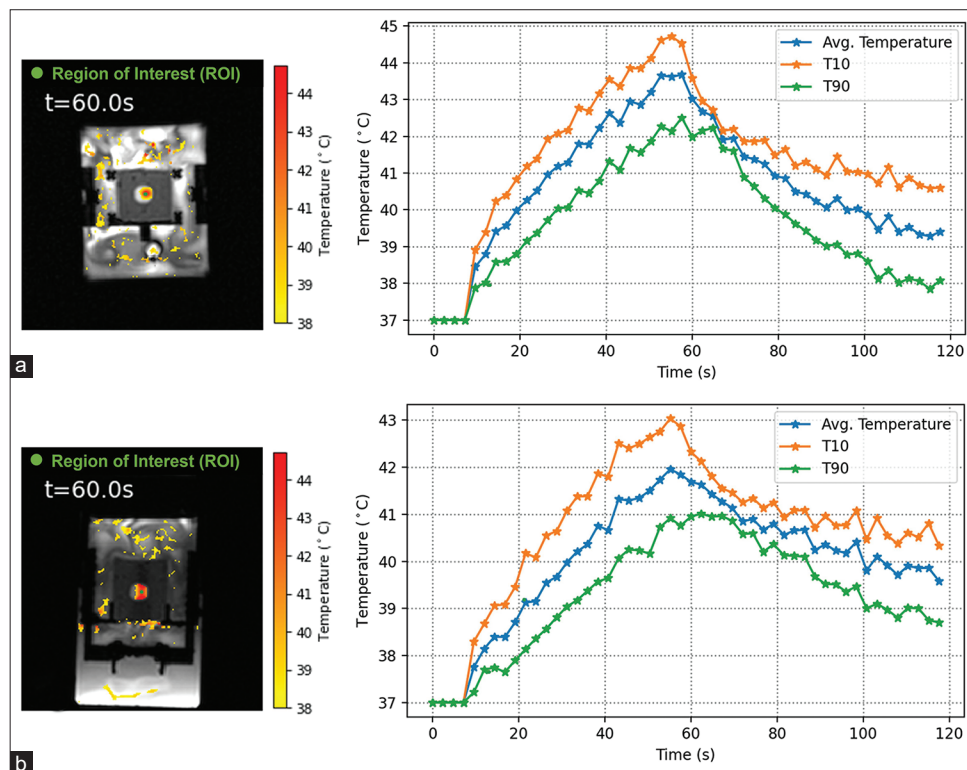 Region of Interest (ROI)
t=60.0s
44
43
42
41
40
39
38
Temperature (°C)
45
44
43
42
41
40
39
38
37
Temperature (°C)
0
20
40
60
80
100
120
Time (s)
Avg. Temperature
T10
T90
a
Region of Interest (ROI)
t=60.0s
44
43
42
41
40
39
38
Temperature (°C)
43
42
41
40
39
38
37
Temperature (°C)
0
20
40
60
80
100
120
Time (s)
Avg. Temperature
T10
T90
b